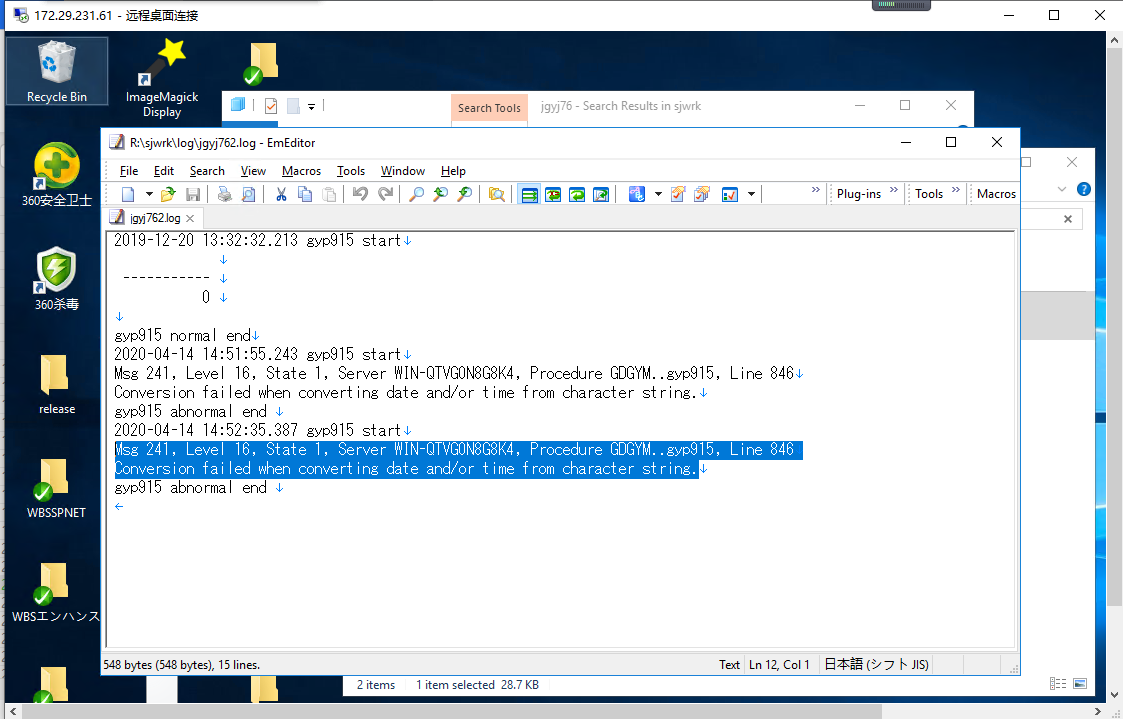 172.29.231.61 - 远程桌面连接
Recycle Bin
ImageMagick
Display
Search Tools
jgyj76 - Search Results in sjwrk
R:\sjwrk\log\jgyj762.log - EmEditor
File Edit Search View Macros Tools Window Help
Plug-ins » Tools » Macros
jgyj762.log
2019-12-20 13:32:32.213 gyp915 start↓
↓
----------- ↓
0 ↓
↓
gyp915 normal end↓
2020-04-14 14:51:55.243 gyp915 start↓
Msg 241, Level 16, State 1, Server WIN-QTVGON8G8K4, Procedure GDGYM..gyp915, Line 846↓
Conversion failed when converting date and/or time from character string.↓
gyp915 abnormal end ↓
2020-04-14 14:52:35.387 gyp915 start↓
Msg 241, Level 16, State 1, Server WIN-QTVGON8G8K4, Procedure GDGYM..gyp915, Line 846
Conversion failed when converting date and/or time from character string.↓
gyp915 abnormal end ↓
←
360安全卫士
360杀毒
release
WBSSPNET
WBSエンハンス
548 bytes (548 bytes), 15 lines.
Text Ln 12, Col 1 日本語 (シフト JIS)
2 items 1 item selected 28.7 KB